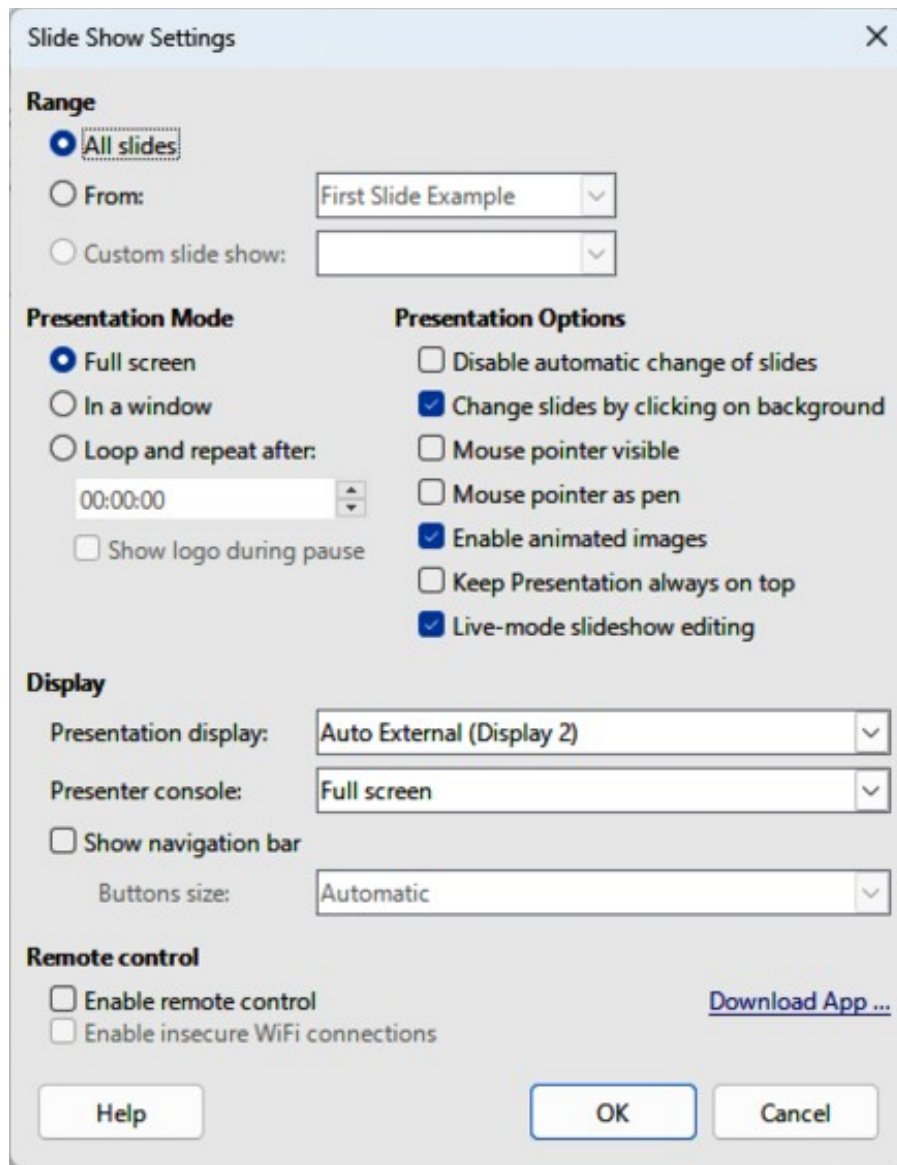 Slide Show Settings
Range
All slides
From:
First Slide Example
Custom slide show:
Presentation Mode
Full screen
In a window
Loop and repeat after:
00:00:00
Show logo during pause
Presentation Options
Disable automatic change of slides
Change slides by clicking on background
Mouse pointer visible
Mouse pointer as pen
Enable animated images
Keep Presentation always on top
Live-mode slideshow editing
Display
Presentation display:
Auto External (Display 2)
Presenter console:
Full screen
Show navigation bar
Buttons size:
Automatic
Remote control
Enable remote control
Download App ...
Enable insecure WiFi connections
Help
OK
Cancel